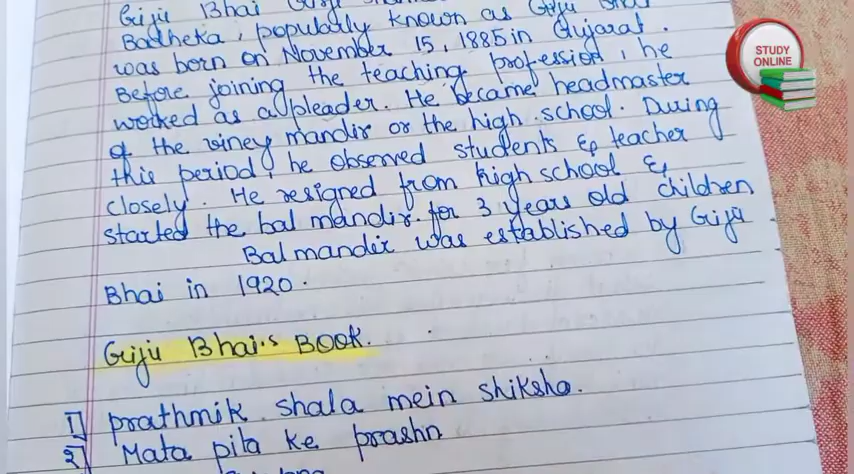 Giju Bhai
Badheka, popularly known as Giju Bhai
was born on November 15, 1885 in Gujarat.
Before joining the teaching profession, he
worked as a pleader. He became headmaster
of the viney mandir or the high school. During
this period, he observed students & teacher
closely. He resigned from high school &
started the bal mandir for 3 years old children
Balmandir was established by Giju
Bhai in 1920.
Giju Bhai's BOOK.
1] prathmik shala mein shiksha.
2] Mata pita ke prashn
STUDY
ONLINE